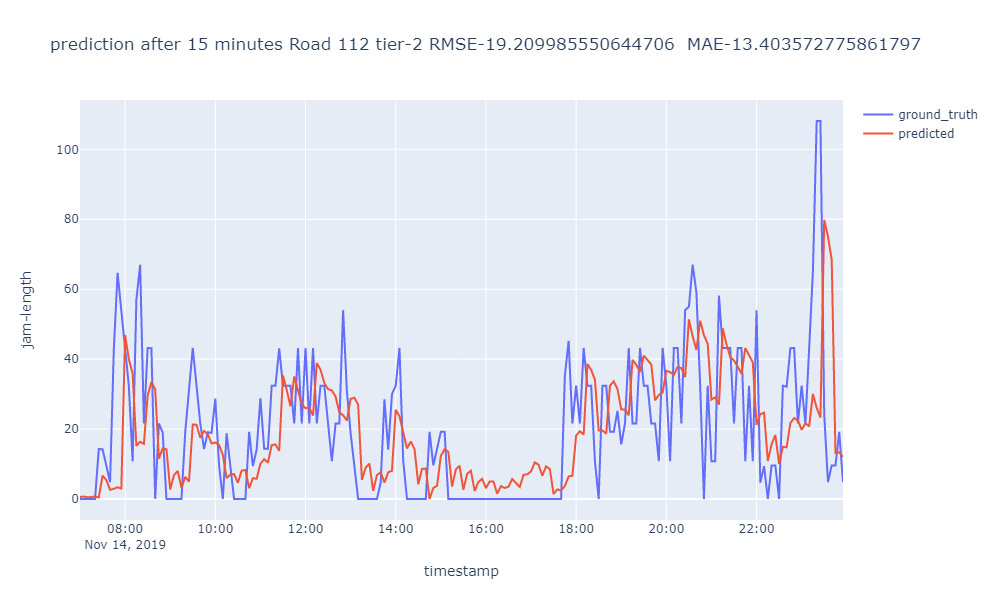 prediction after 15 minutes Road 112 tier-2 RMSE-19.209985550644706  MAE-13.403572775861797
ground_truth
predicted
100
80
60
40
20
0
jam-length
08:00 10:00 12:00 14:00 16:00 18:00 20:00 22:00
Nov 14, 2019
timestamp